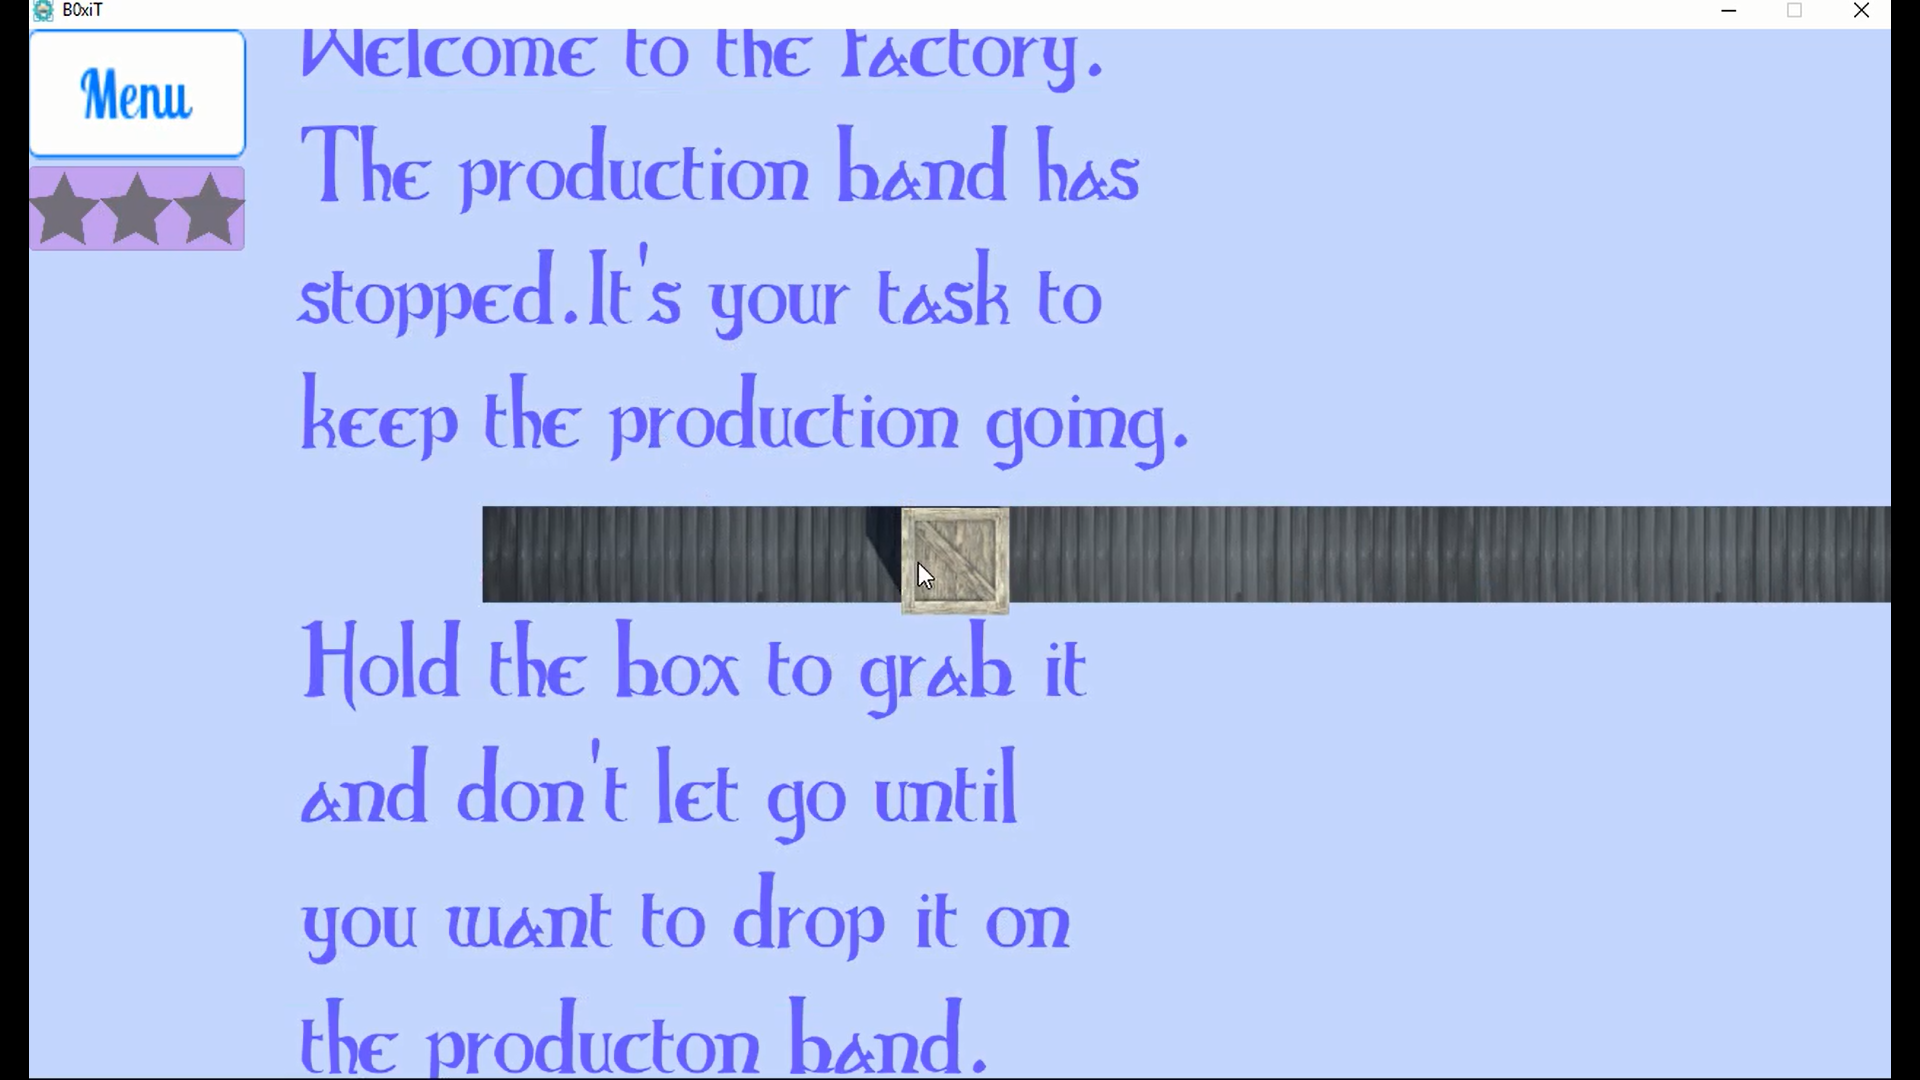 B0xiT
Menu
Welcome to the factory.
The production band has
stopped.It's your task to
keep the production going.
Hold the box to grab it
and don't let go until
you want to drop it on
the producton band.